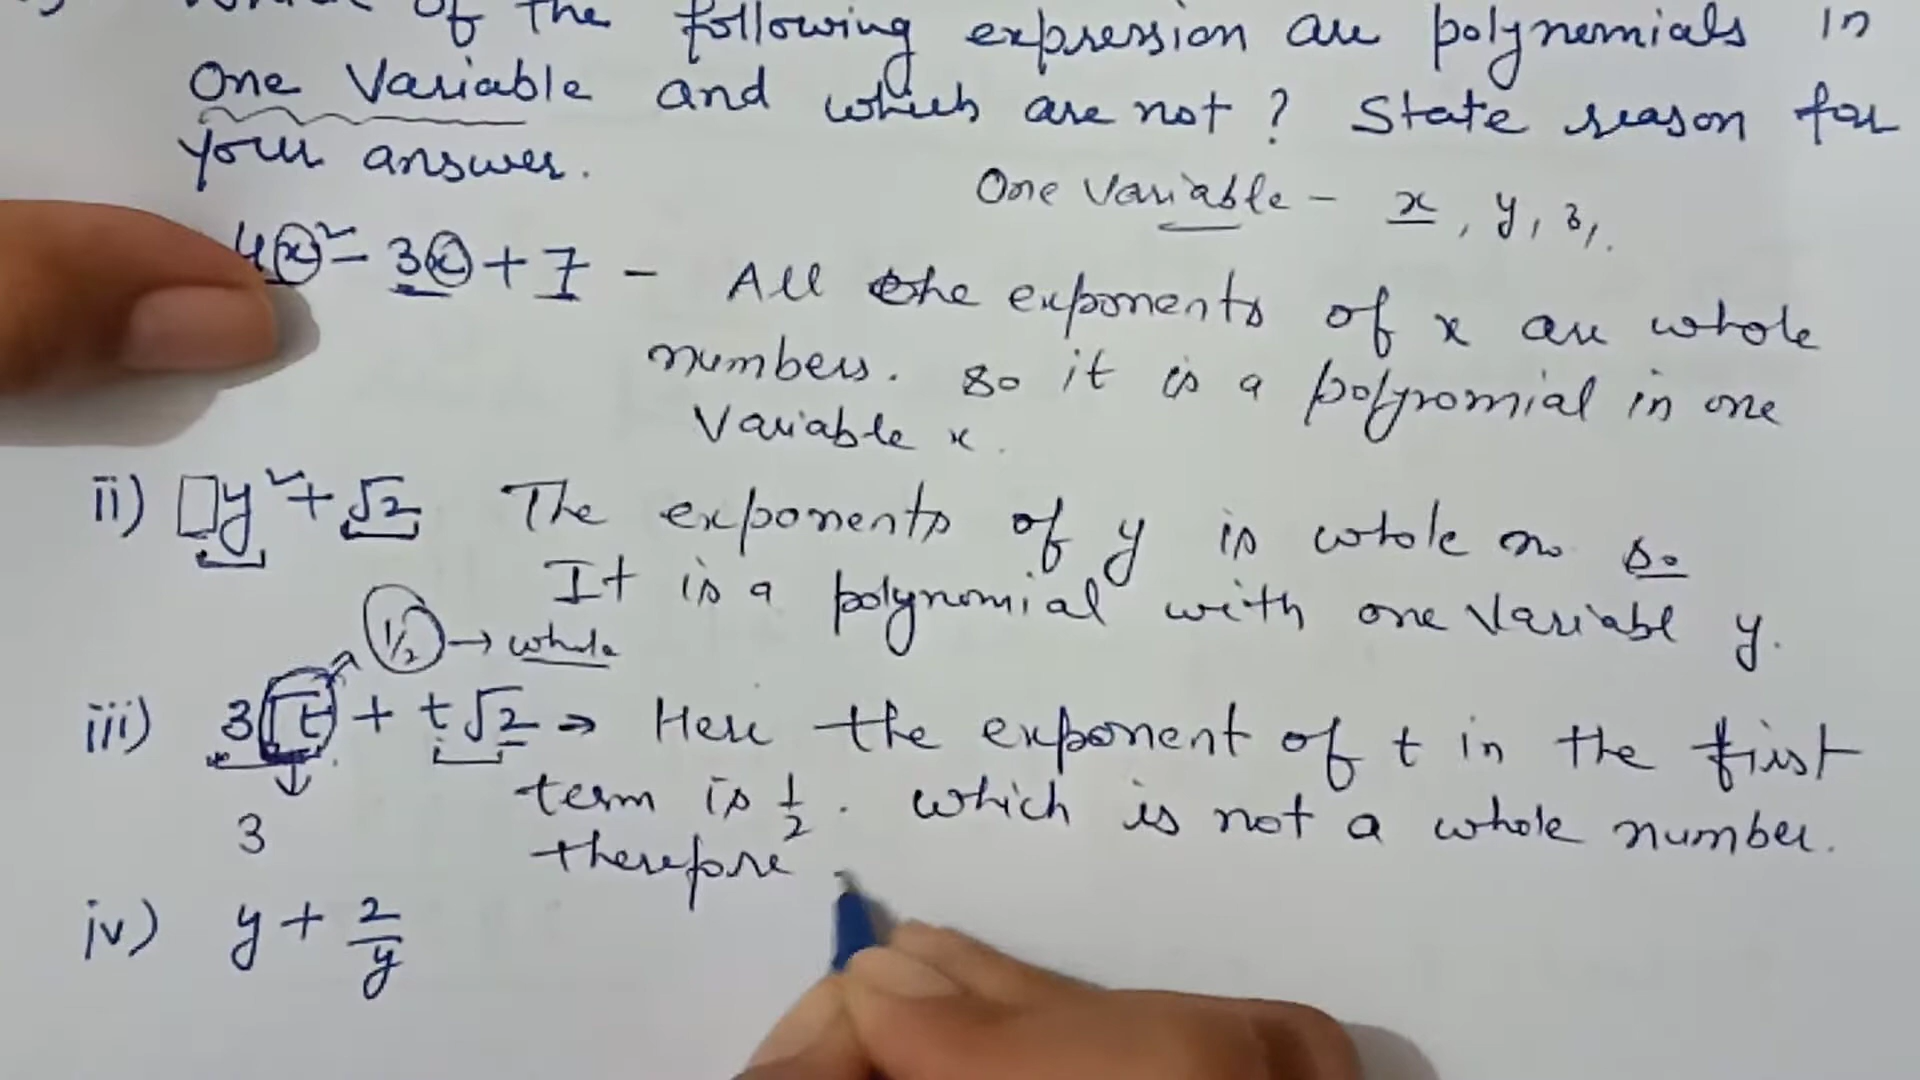 of the following expression are polynomials in
One Variable and which are not? State reason for
your answer.
One Variable - x, y, z,.
4x² - 3x + 7 - All the exponents of x are whole
numbers. So it is a polynomial in one
Variable x.
ii) y² + √2 The exponents of y is whole no so
It is a polynomial with one Variabl y.
1/2 → whole
iii) 3√t + t√2 → Here the exponent of t in the first
term is 1/2. which is not a whole number.
3 therefore
iv) y + 2/y